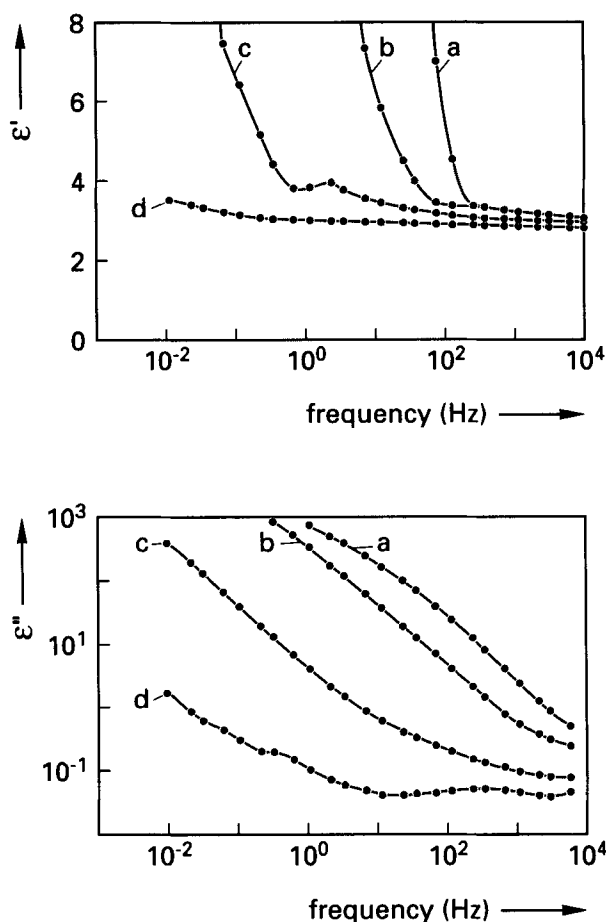 8
6
4
2
0
ε'
c
b
a
d
10⁻²
10⁰
10²
10⁴
frequency (Hz)
10³
10¹
10⁻¹
ε"
c
b
a
d
10⁻²
10⁰
10²
10⁴
frequency (Hz)